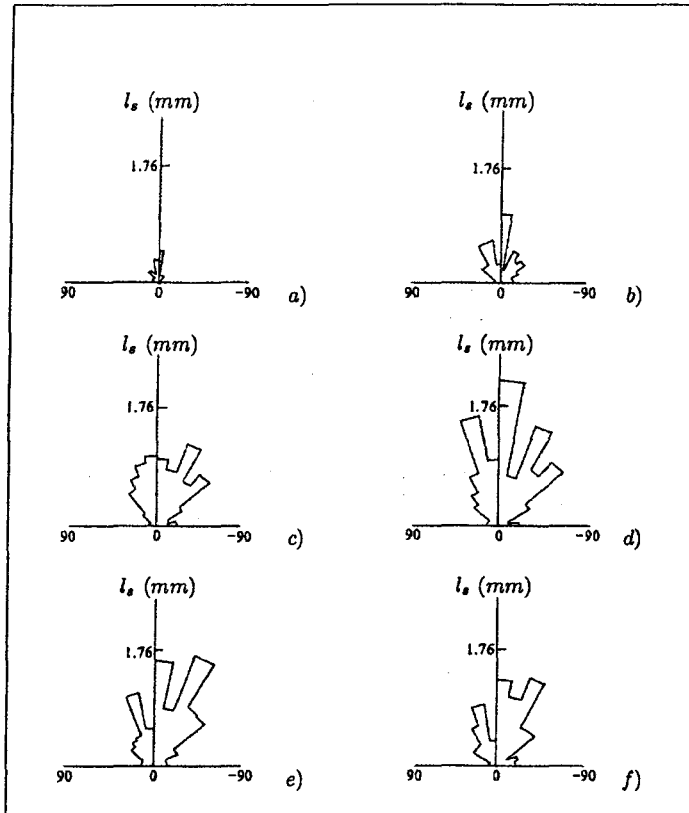 l_s (mm)
1.76
90 0 -90 a)
l_s (mm)
1.76
90 0 -90 b)
l_s (mm)
1.76
90 0 -90 c)
l_s (mm)
1.76
90 0 -90 d)
l_s (mm)
1.76
90 0 -90 e)
l_s (mm)
1.76
90 0 -90 f)